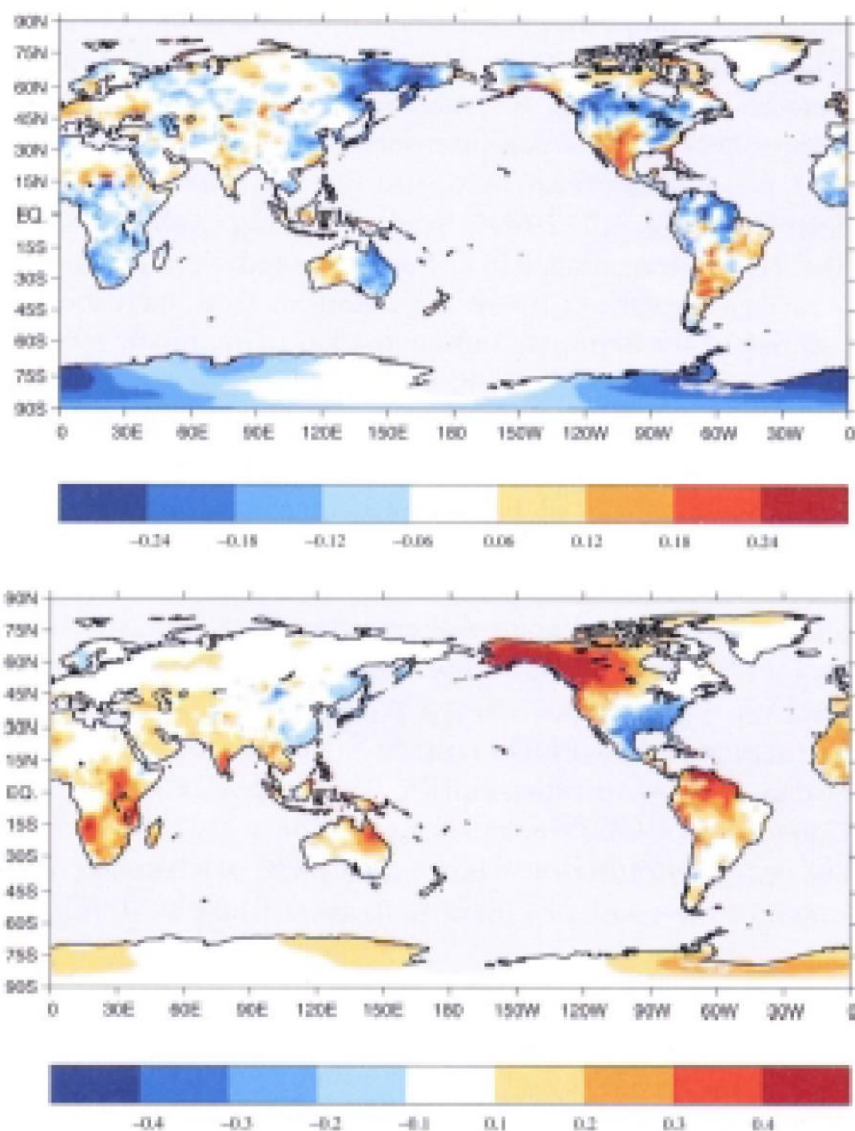 90N
75N
60N
45N
30N
15N
EQ
15S
30S
45S
60S
75S
90S
0 30E 60E 90E 120E 150E 180 150W 120W 90W 60W 30W 0
-0.24 -0.18 -0.12 -0.06 0.06 0.12 0.18 0.24
90N
75N
60N
45N
30N
15N
EQ
15S
30S
45S
60S
75S
90S
0 30E 60E 90E 120E 150E 180 150W 120W 90W 60W 30W 0
-0.4 -0.3 -0.2 -0.1 0.1 0.2 0.3 0.4